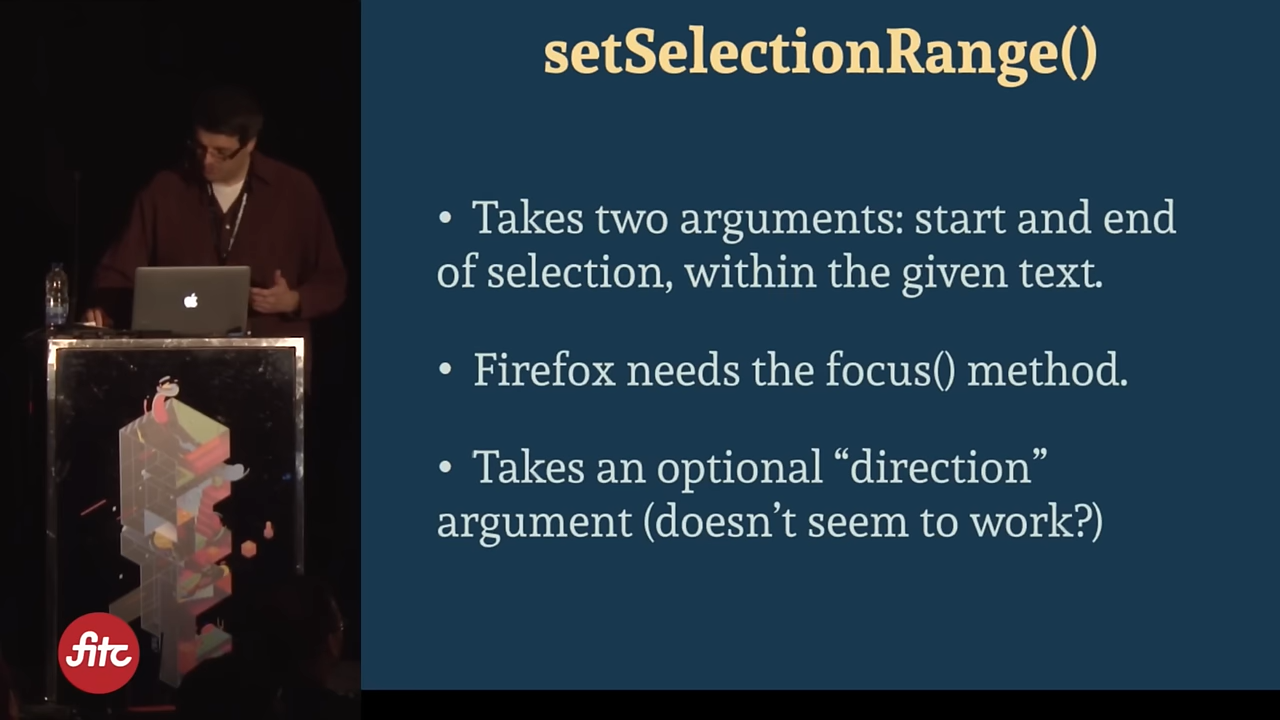 setSelectionRange()
• Takes two arguments: start and end
of selection, within the given text.
• Firefox needs the focus() method.
• Takes an optional “direction”
argument (doesn’t seem to work?)
fitc